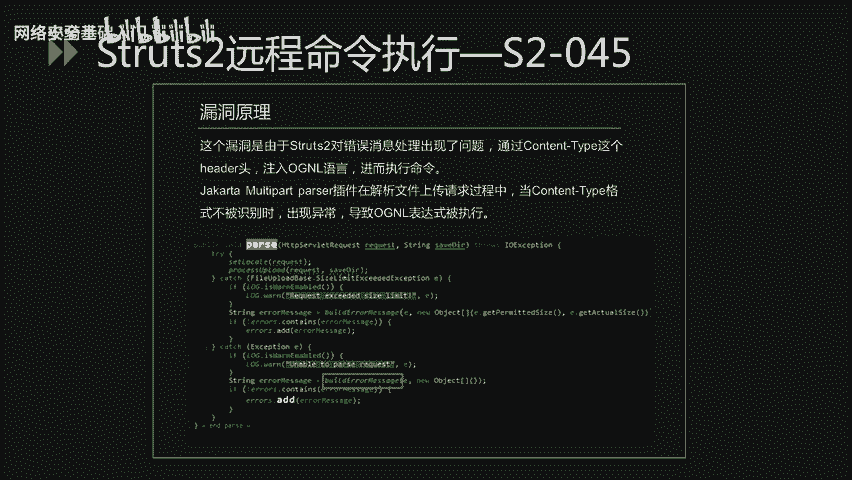 Struts2远程命令执行—S2-045
漏洞原理
这个漏洞是由于Struts2对错误消息处理出现了问题，通过Content-Type这个
header头，注入OGNL语言，进而执行命令。
Jakarta Multipart parser插件在解析文件上传请求过程中，当Content-Type格
式不被识别时，出现异常，导致OGNL表达式被执行。
parse(HttpServletRequest request, String saveDir) throws IOException {
try {
setLocale(request);
processUpload(request, saveDir);
} catch (FileUploadBase.SizeLimitExceededException e) {
if (LOG.isWarnEnabled()) {
LOG.warn("Request exceeded size limit!", e);
}
String errorMessage = buildErrorMessage(e, new Object[]{e.getPermittedSize(), e.getActualSize()})
if (!errors.contains(errorMessage)) {
errors.add(errorMessage);
}
} catch (Exception e) {
if (LOG.isWarnEnabled()) {
LOG.warn("Unable to parse request", e);
}
String errorMessage = buildErrorMessage(e, new Object[]{});
if (!errors.contains(errorMessage)) {
errors.add(errorMessage);
}
}
} » end parse «